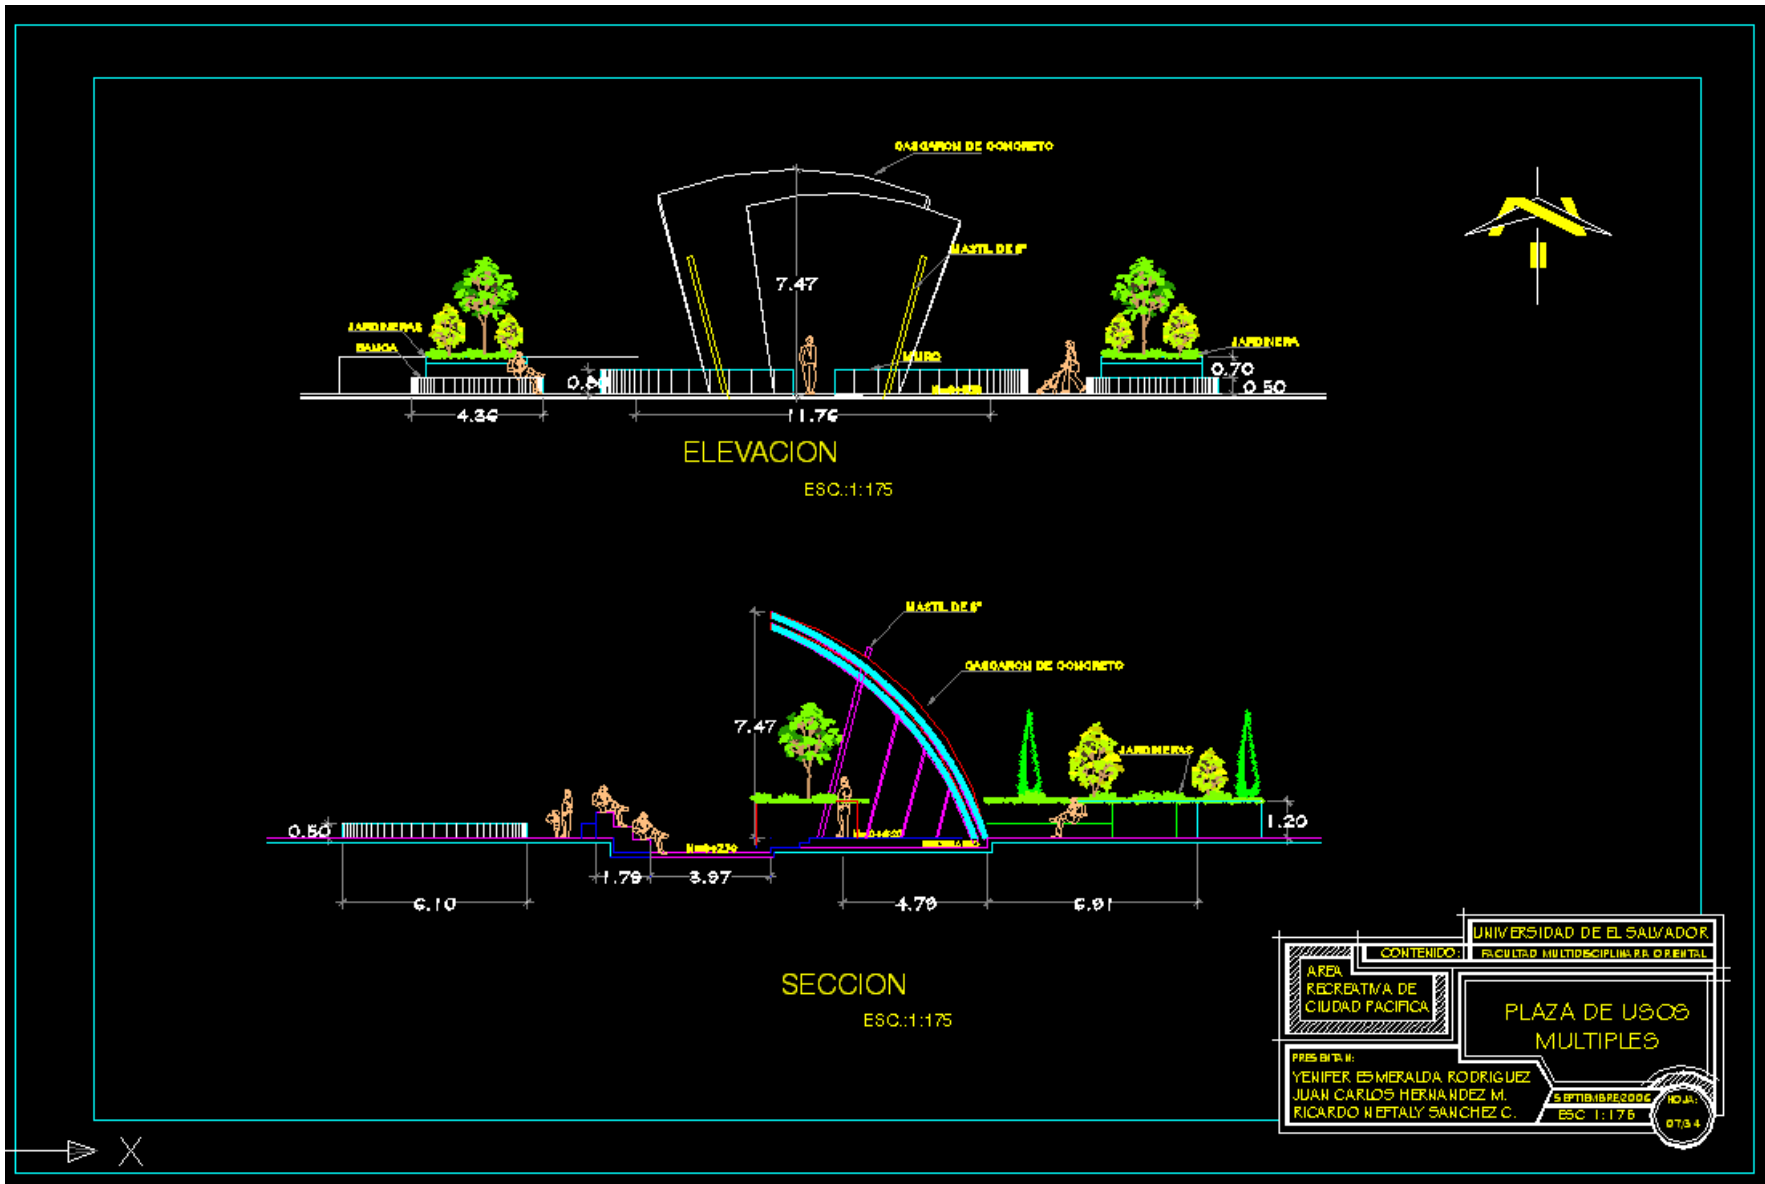 CASCARON DE CONCRETO
MASTIL DE 6"
7.47
JARDINERAS
BANCA
JARDINERA
MURO
0.70
0.50
4.36
11.76
ELEVACION
ESC.:1:175
MASTIL DE 6"
CASCARON DE CONCRETO
7.47
JARDINERAS
0.50
1.20
1.79
3.97
6.10
4.79
6.91
SECCION
ESC.:1:175
UNIVERSIDAD DE EL SALVADOR
CONTENIDO:
FACULTAD MULTIDISCIPLINARIA ORIENTAL
AREA
RECREATIVA DE
CIUDAD PACIFICA
PLAZA DE USOS
MULTIPLES
PRESENTAN:
YENIFER ESMERALDA RODRIGUEZ
JUAN CARLOS HERNANDEZ M.
RICARDO NEFTALY SANCHEZ C.
SEPTIEMBRE/2006
ESC 1:175
HOJA:
07/34
X